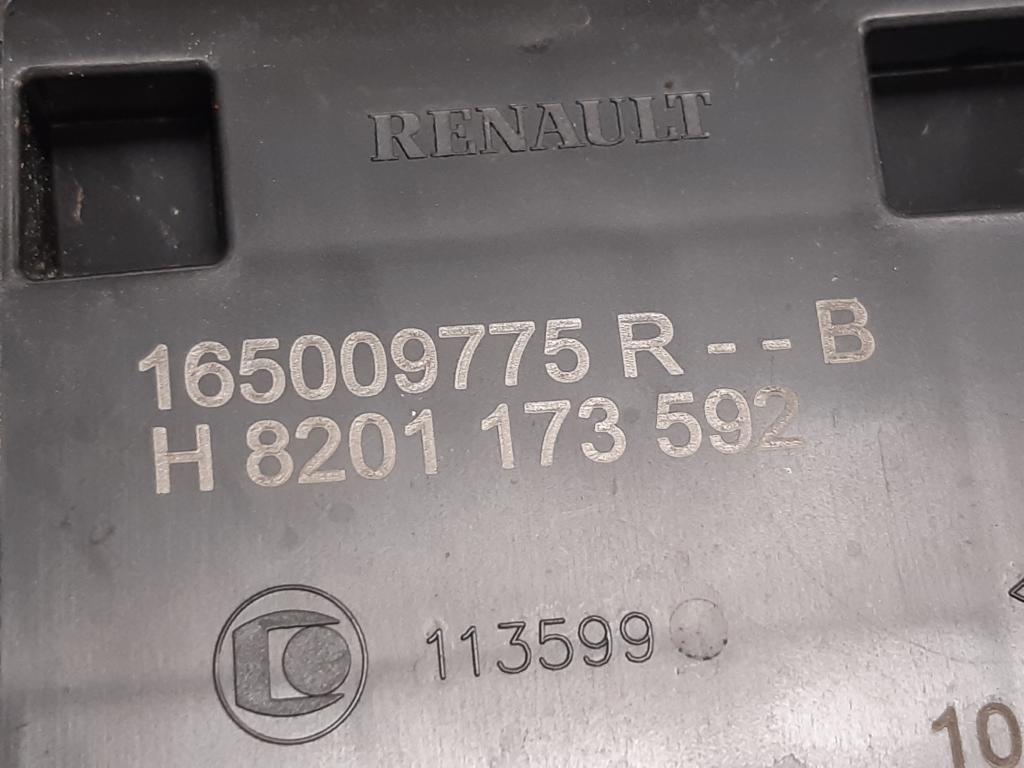 RENAULT
165009775 R - - B
H 8201 173 592
113599
10